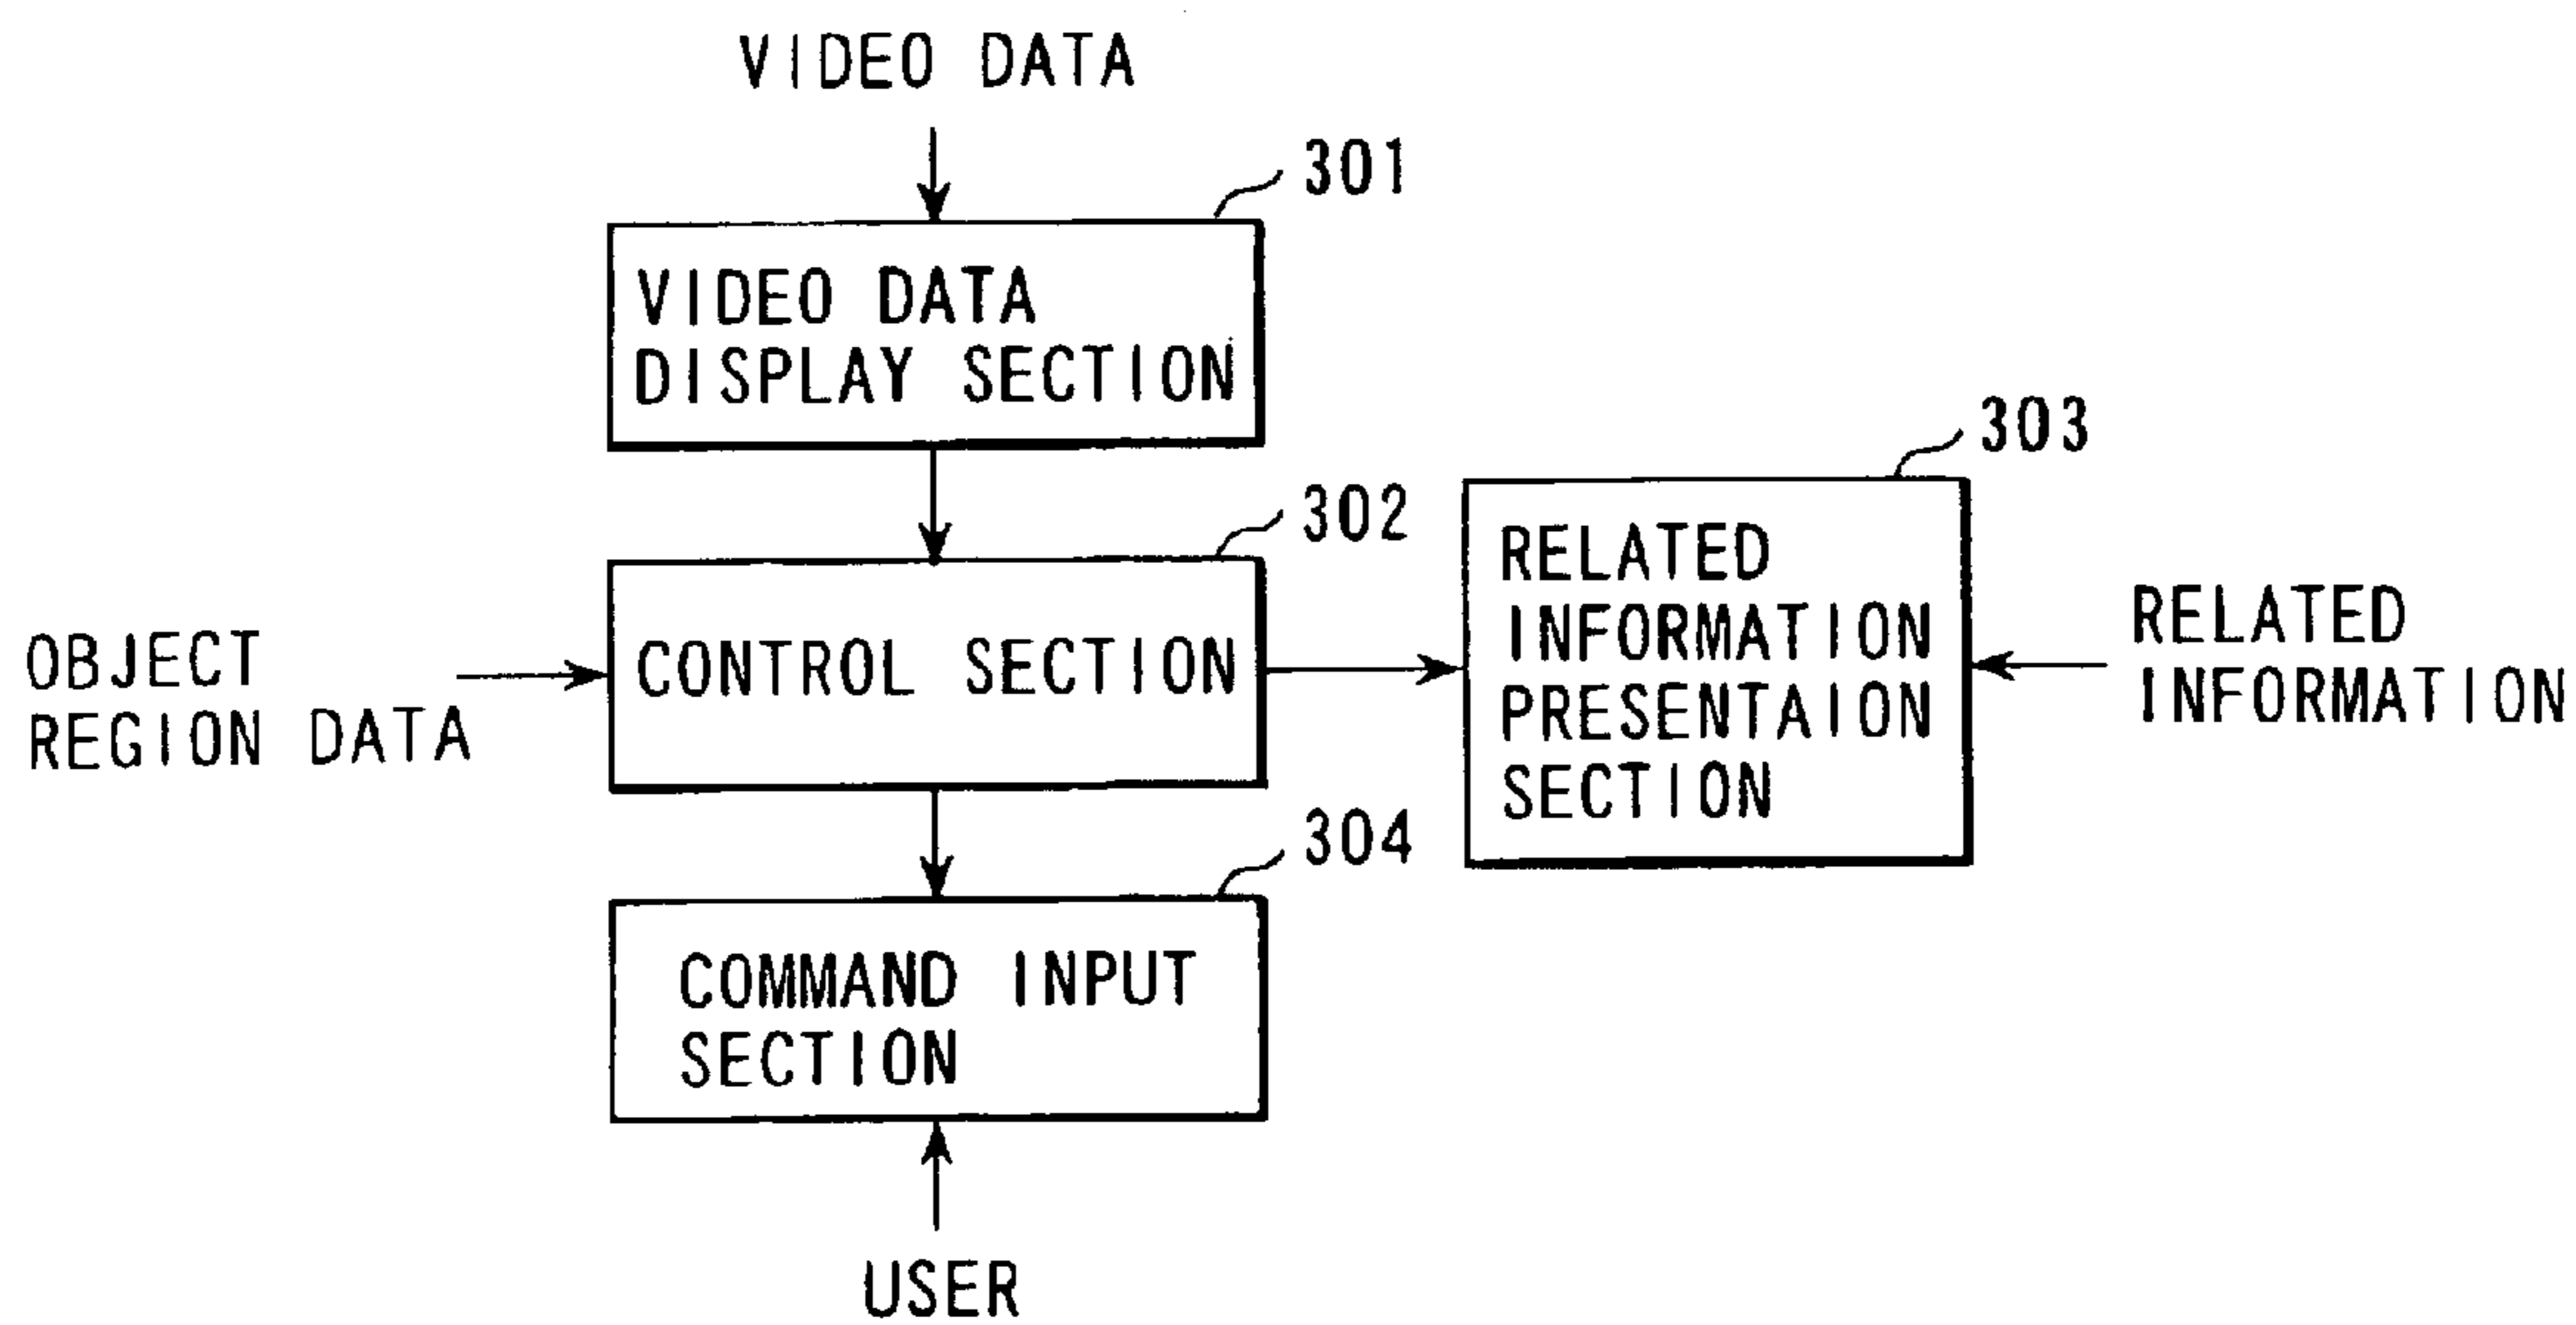 VIDEO DATA
301
VIDEO DATA
DISPLAY SECTION
303
302
RELATED
INFORMATION
PRESENTAION
SECTION
RELATED
INFORMATION
OBJECT
REGION DATA
CONTROL SECTION
304
COMMAND INPUT
SECTION
USER